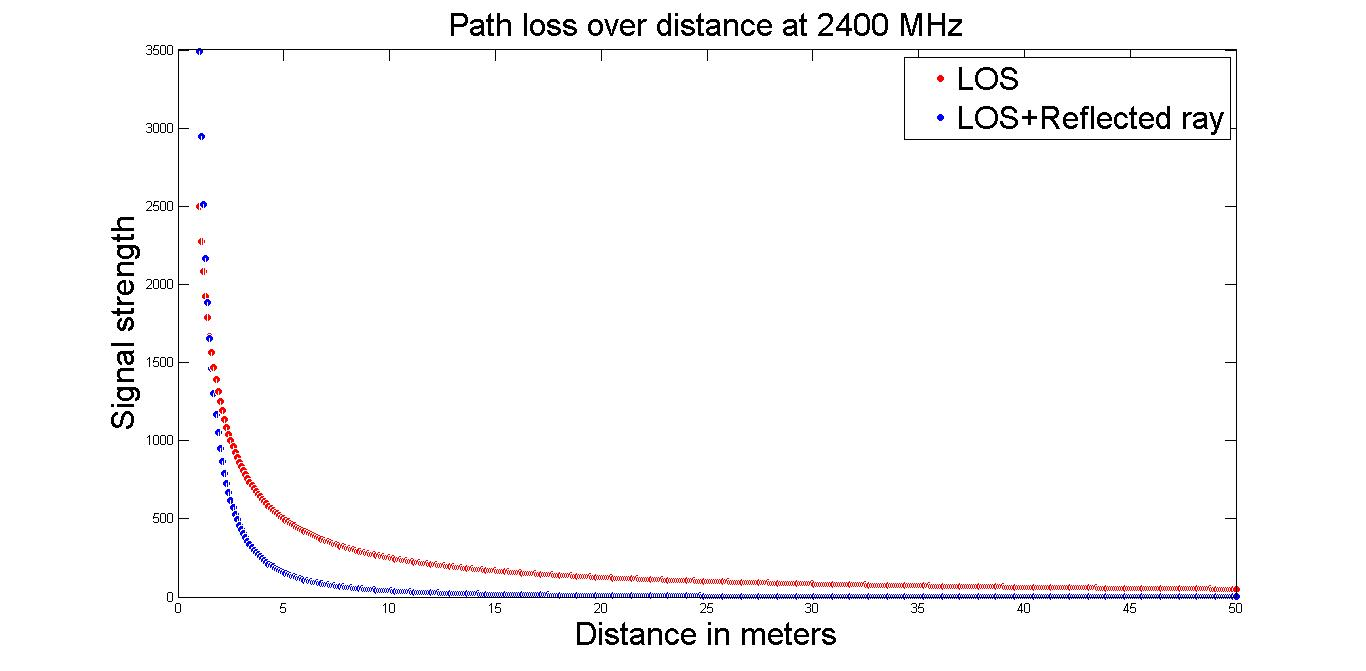 Path loss over distance at 2400 MHz
LOS
LOS+Reflected ray
3500
3000
2500
2000
1500
1000
500
0
Signal strength
0 5 10 15 20 25 30 35 40 45 50
Distance in meters